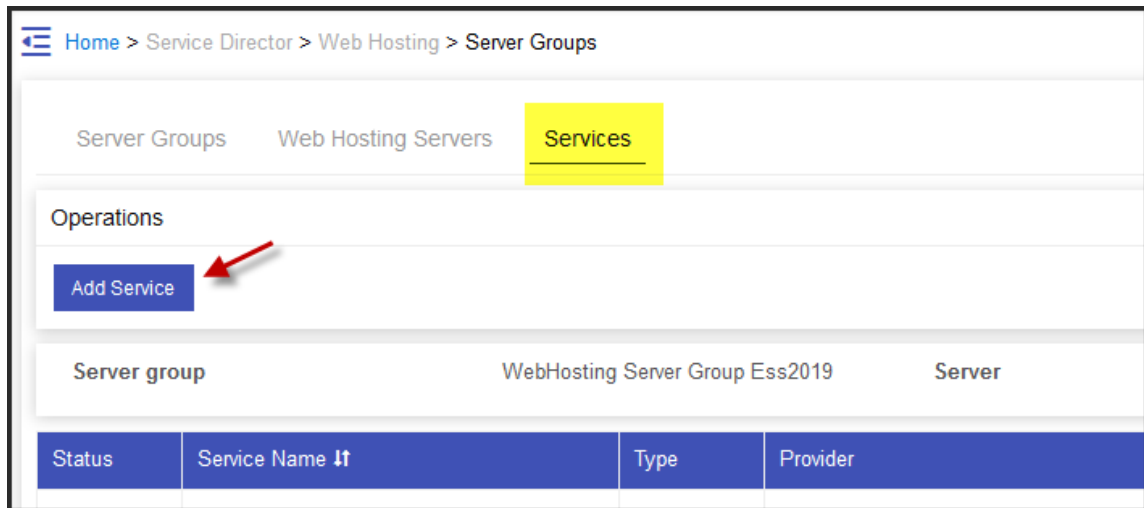 Home > Service Director > Web Hosting > Server Groups
Server Groups Web Hosting Servers Services
Operations
Add Service
Server group WebHosting Server Group Ess2019 Server
Status Service Name Type Provider